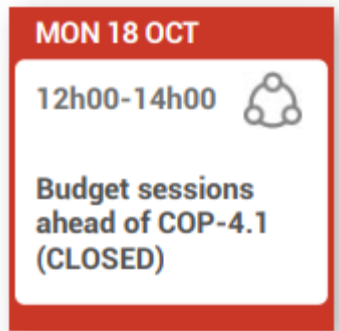 MON 18 OCT
12h00-14h00
Budget sessions
ahead of COP-4.1
(CLOSED)